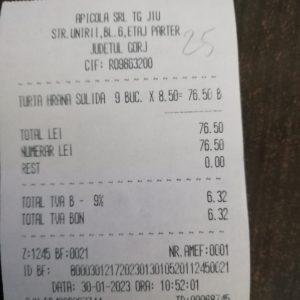 APICOLA SRL TG JIU
STR.UNIRII,BL.6,ETAJ PARTER
JUDETUL GORJ
CIF: RO9863200
25
TURTA HRANA SULIDA 9 BUC. X 8.50= 76.50 B
TOTAL LEI 76.50
NUMERAR LEI 76.50
REST 0.00
TOTAL TVA B - 9% 6.32
TOTAL TVA BON 6.32
Z:1245 BF:0021 NR.AMEF:0001
ID BF:
DATA: 30-01-2023 ORA: 10:52:01